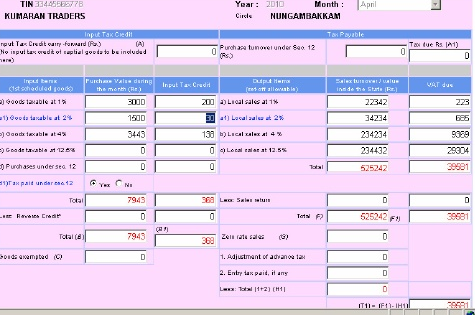 TIN 33445566778 Year : 2010 Month : April
KUMARAN TRADERS Circle NUNGAMBAKKAM
Input Tax Credit Tax Payable
Input Tax Credit carry-forward (Rs.) (A)
(No input tax credit of capital goods to be included here) 0
Purchase turnover under Sec. 12 (Rs.) 0
Tax due Rs. (A1) 0
Input Items (1st scheduled goods) Purchase Value during the month (Rs.) Input Tax Credit
Output Items (set-off allowable) Sales turnover / value inside the State (Rs.) VAT due
a) Goods taxable at 1% 3000 200 a) Local sales at 1% 22342 223
a1) Goods taxable at 2% 1500 30 a1) Local sales at 2% 34234 685
b) Goods taxable at 4% 3443 138 b) Local sales at 4 % 234234 9369
c) Goods taxable at 12.5% 0 0 c) Local sales at 12.5% 234432 29304
d) Purchases under sec. 12 0 0 Total 525242 39581
d1)Tax paid under sec.12 Yes No
Total 7943 368 Less: Sales return 0 0
Less: Reverse Credit* 0 0 Total (F) 525242 (F1) 39581
Total (B) 7943 (B1) 368 Zero rate sales (G) 0
Goods exempted (C) 0 1. Adjustment of advance tax 0
2. Entry tax paid, if any 0
Less: Total (1+2) (H1) 0
(I1) = (F1)- (H1) 39581